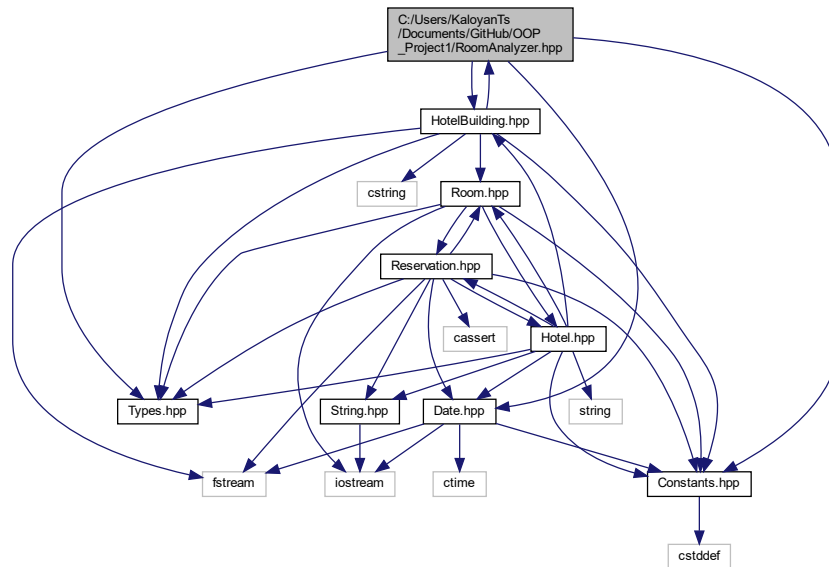 C:/Users/KaloyanTs
/Documents/GitHub/OOP
_Project1/RoomAnalyzer.hpp
HotelBuilding.hpp
cstring
Room.hpp
Reservation.hpp
cassert
Hotel.hpp
Types.hpp
String.hpp
Date.hpp
string
fstream
iostream
ctime
Constants.hpp
cstddef